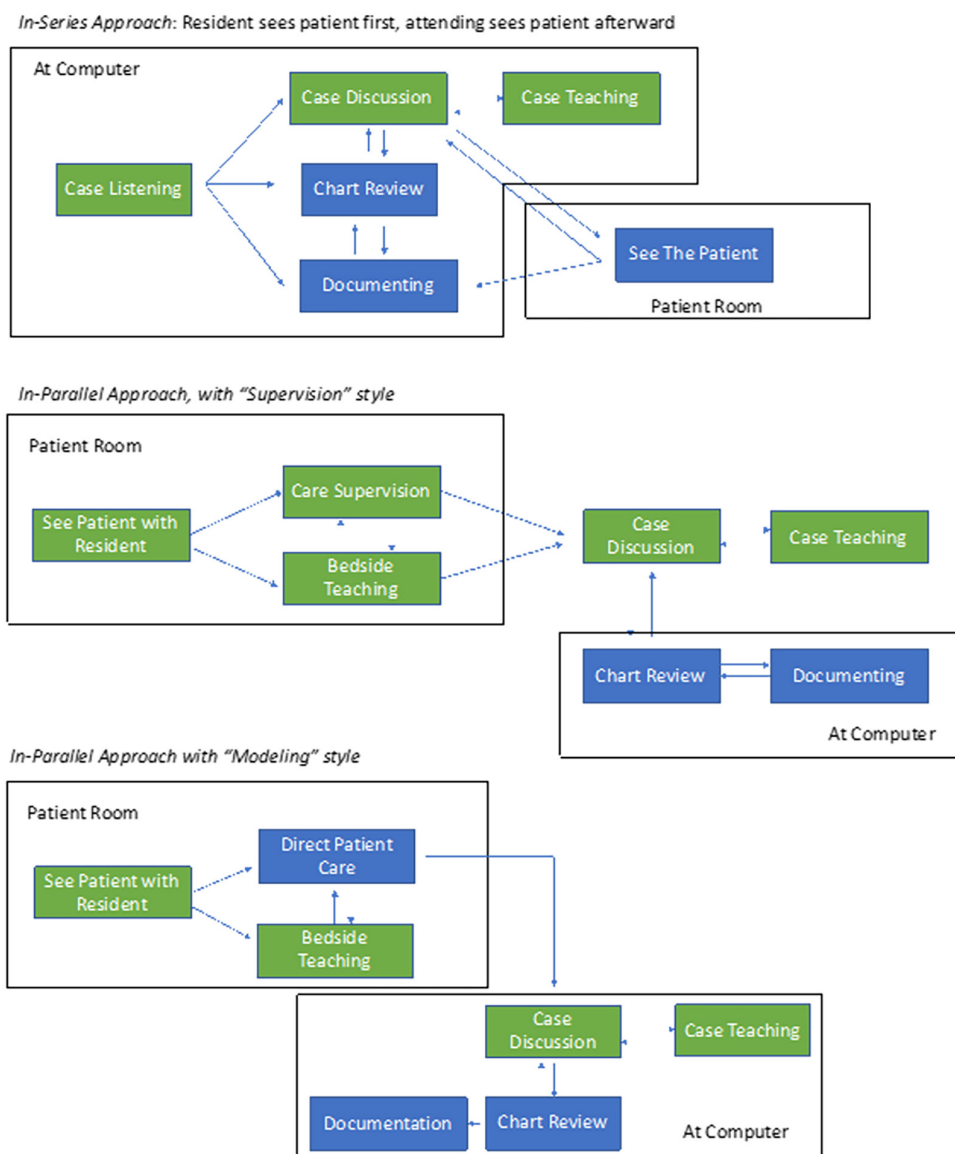 In-Series Approach: Resident sees patient first, attending sees patient afterward
At Computer
Case Discussion
Case Teaching
Case Listening
Chart Review
See The Patient
Documenting
Patient Room
In-Parallel Approach, with “Supervision” style
Patient Room
Care Supervision
See Patient with
Resident
Case
Discussion
Case Teaching
Bedside
Teaching
Chart Review
Documenting
At Computer
In-Parallel Approach with “Modeling” style
Patient Room
Direct Patient
Care
See Patient with
Resident
Bedside
Teaching
Case
Discussion
Case Teaching
Documentation
Chart Review
At Computer